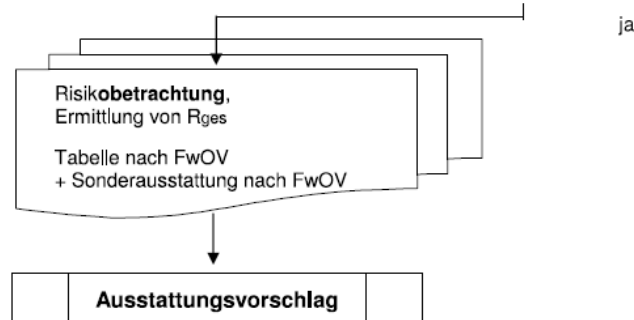 ja
Risikobetrachtung,
Ermittlung von Rges
Tabelle nach FwOV
+ Sonderausstattung nach FwOV
Ausstattungsvorschlag